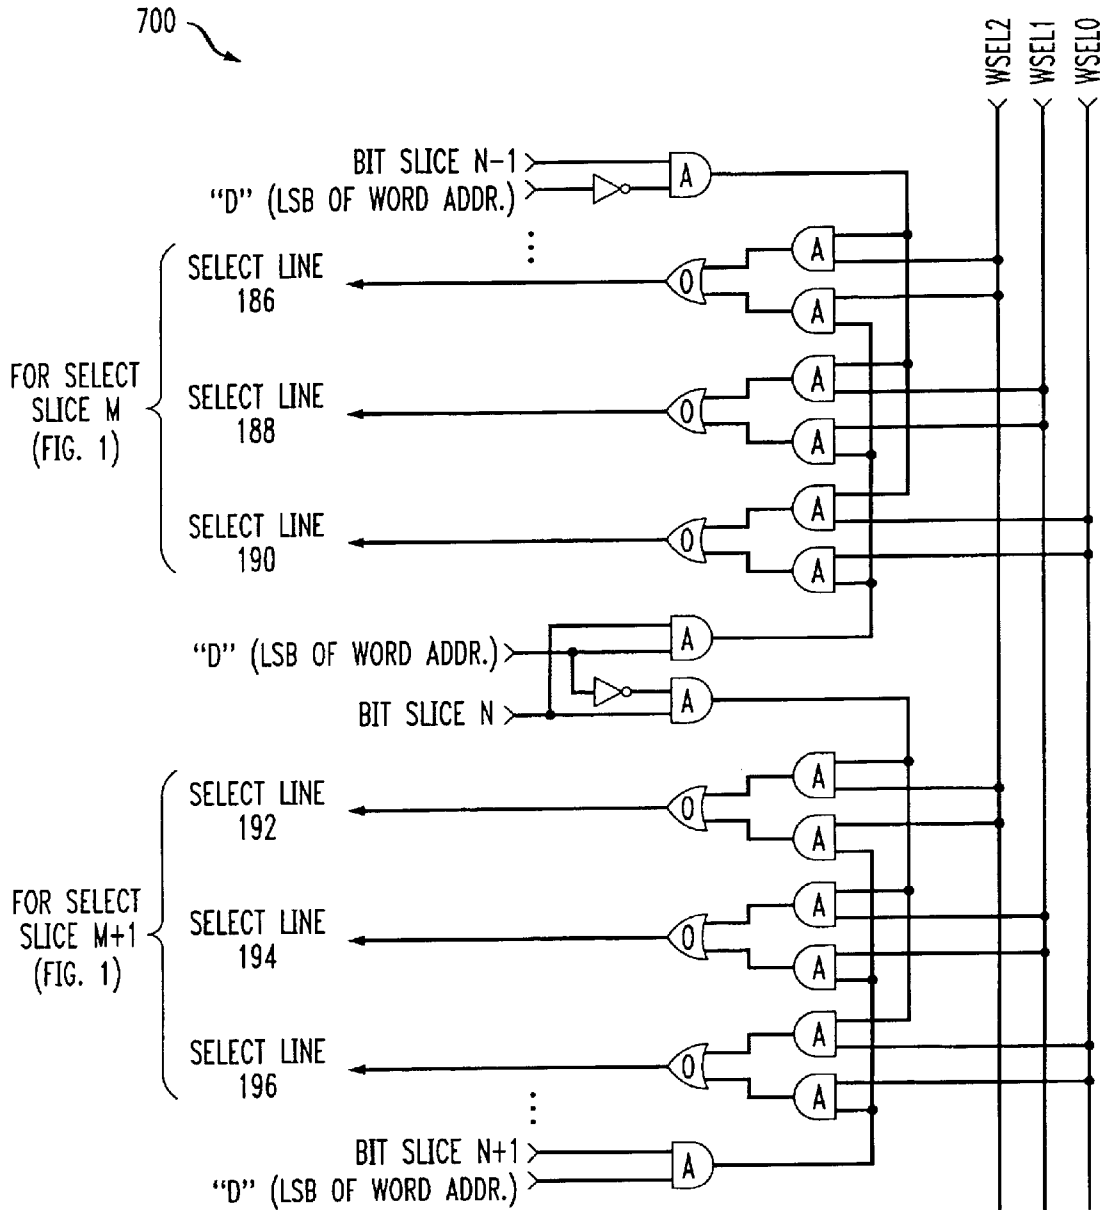 700
WSEL2
WSEL1
WSEL0
BIT SLICE N-1
A
“D” (LSB OF WORD ADDR.)
A
SELECT LINE
186
O
A
FOR SELECT
SLICE M
(FIG. 1)
A
SELECT LINE
188
O
A
A
SELECT LINE
190
O
A
A
“D” (LSB OF WORD ADDR.)
A
BIT SLICE N
A
SELECT LINE
192
O
A
FOR SELECT
SLICE M+1
(FIG. 1)
A
SELECT LINE
194
O
A
A
SELECT LINE
196
O
A
BIT SLICE N+1
A
“D” (LSB OF WORD ADDR.)